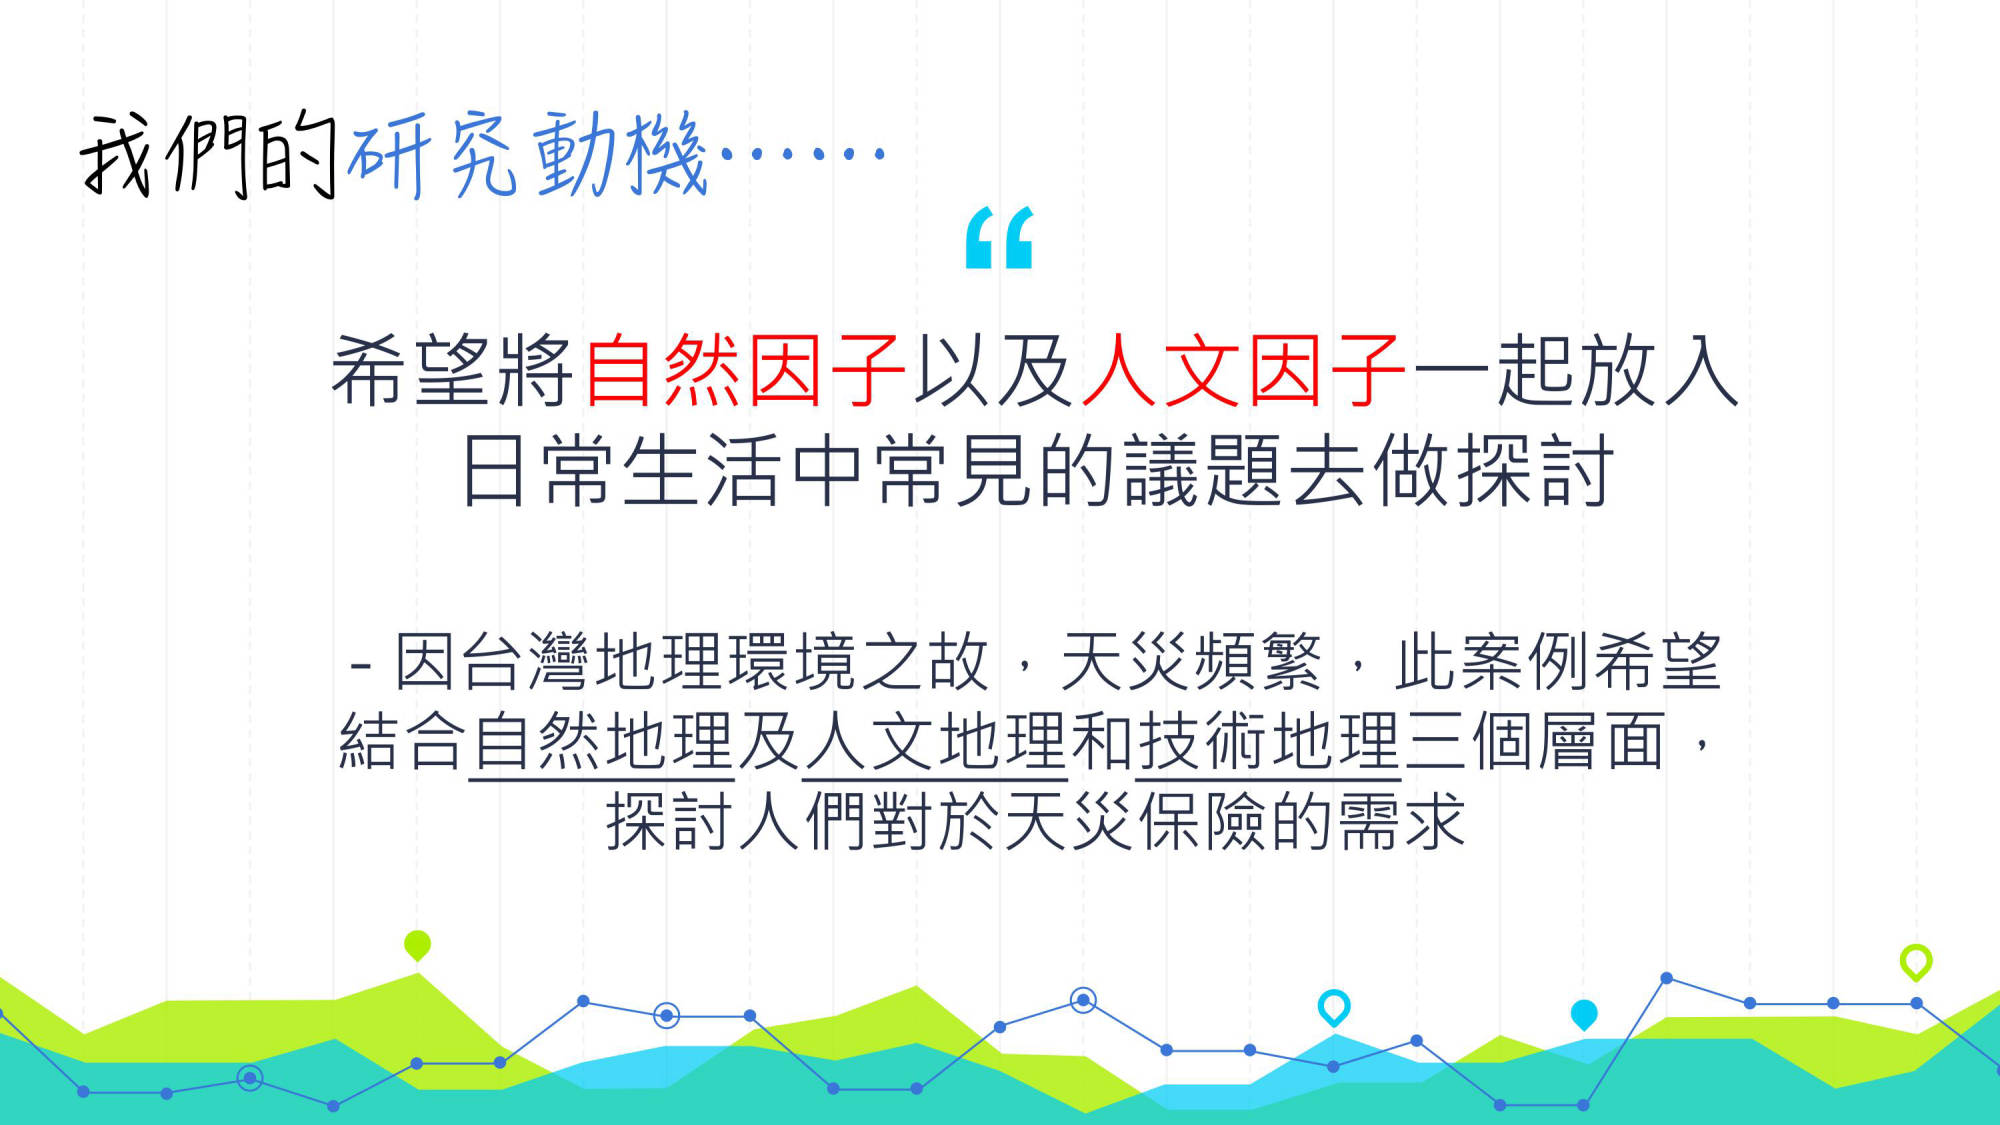 我們的研究動機……
“
希望將自然因子以及人文因子一起放入
日常生活中常見的議題去做探討
- 因台灣地理環境之故，天災頻繁，此案例希望
結合自然地理及人文地理和技術地理三個層面，
探討人們對於天災保險的需求